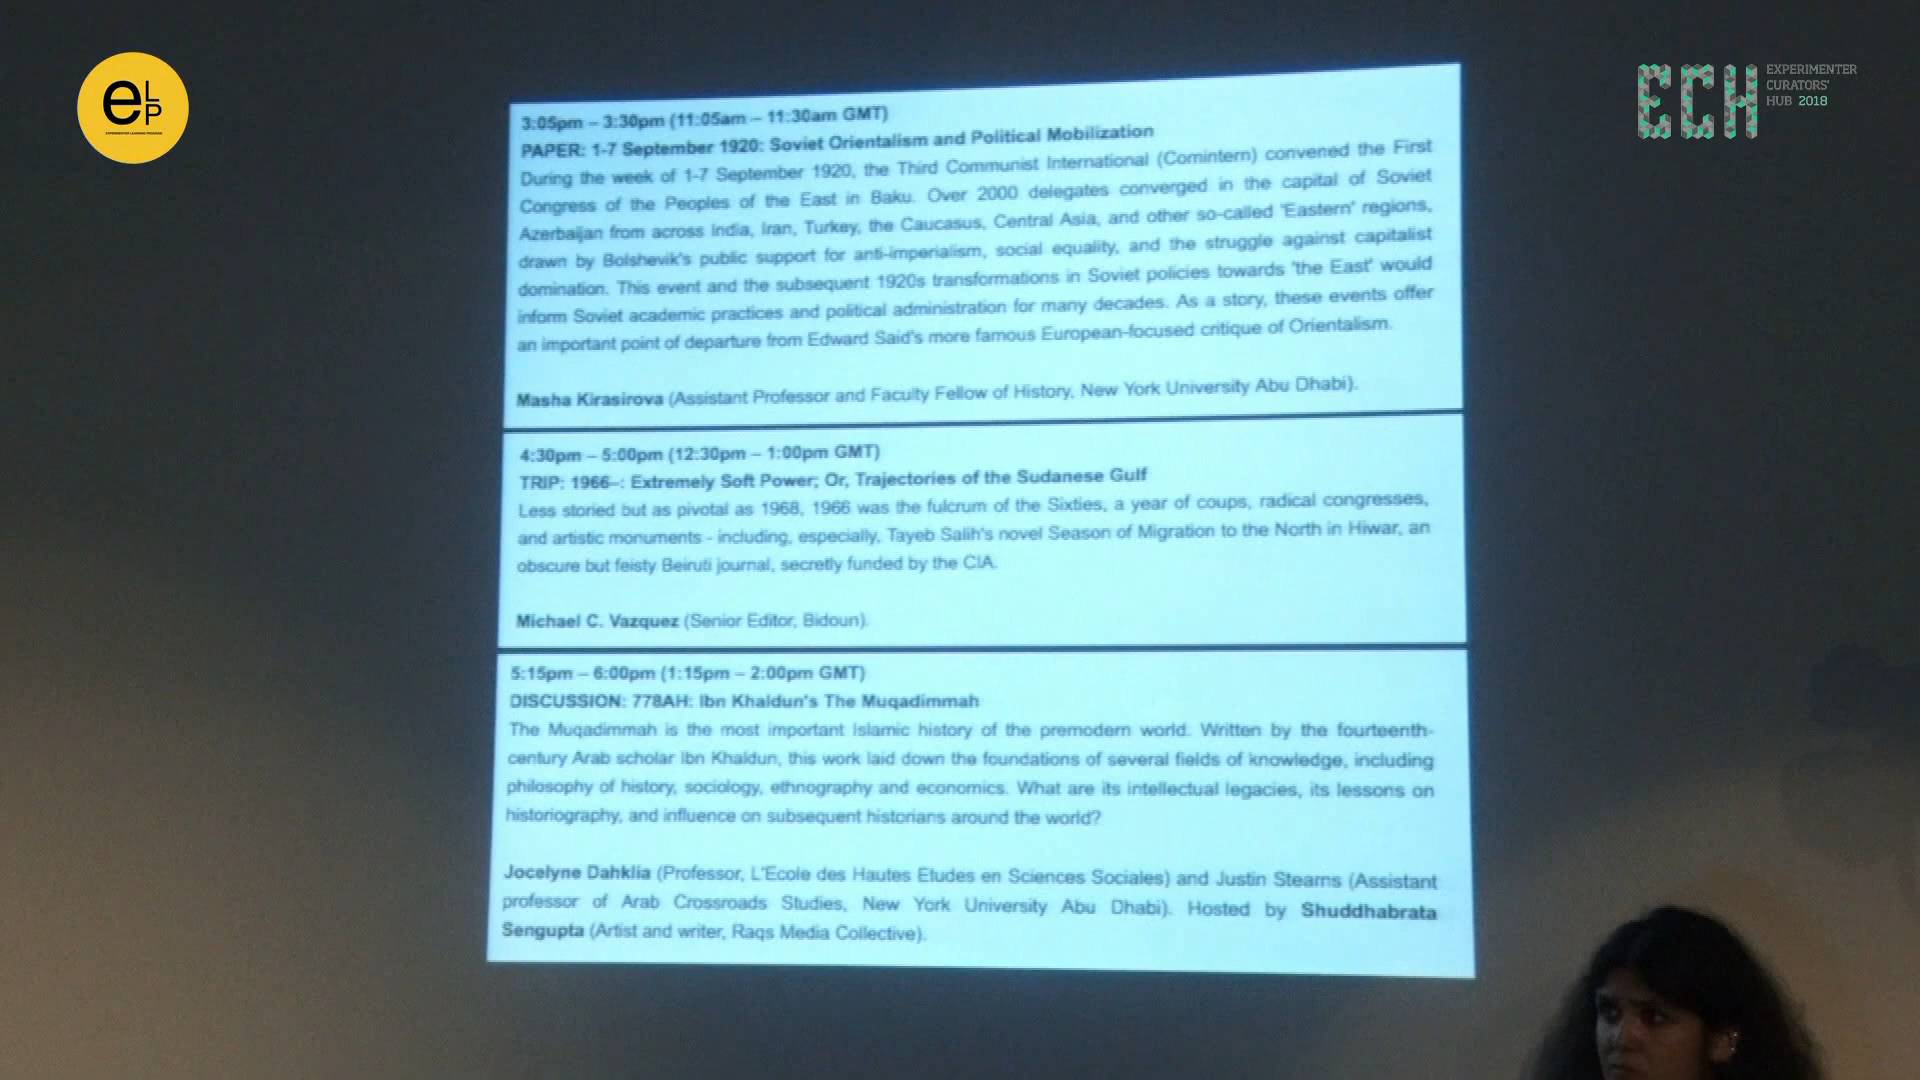 eLP
EXPERIMENTER LEARNING PROGRAM
ECH
EXPERIMENTER
CURATORS'
HUB 2018
3:05pm – 3:30pm (11:05am – 11:30am GMT)
PAPER: 1-7 September 1920: Soviet Orientalism and Political Mobilization
During the week of 1-7 September 1920, the Third Communist International (Comintern) convened the First
Congress of the Peoples of the East in Baku. Over 2000 delegates converged in the capital of Soviet
Azerbaijan from across India, Iran, Turkey, the Caucasus, Central Asia, and other so-called 'Eastern' regions,
drawn by Bolshevik's public support for anti-imperialism, social equality, and the struggle against capitalist
domination. This event and the subsequent 1920s transformations in Soviet policies towards 'the East' would
inform Soviet academic practices and political administration for many decades. As a story, these events offer
an important point of departure from Edward Said's more famous European-focused critique of Orientalism.
Masha Kirasirova (Assistant Professor and Faculty Fellow of History, New York University Abu Dhabi).
4:30pm – 5:00pm (12:30pm – 1:00pm GMT)
TRIP: 1966–: Extremely Soft Power; Or, Trajectories of the Sudanese Gulf
Less storied but as pivotal as 1968, 1966 was the fulcrum of the Sixties, a year of coups, radical congresses,
and artistic monuments - including, especially, Tayeb Salih's novel Season of Migration to the North in Hiwar, an
obscure but feisty Beiruti journal, secretly funded by the CIA.
Michael C. Vazquez (Senior Editor, Bidoun).
5:15pm – 6:00pm (1:15pm – 2:00pm GMT)
DISCUSSION: 778AH: Ibn Khaldun's The Muqadimmah
The Muqadimmah is the most important Islamic history of the premodern world. Written by the fourteenth-
century Arab scholar Ibn Khaldun, this work laid down the foundations of several fields of knowledge, including
philosophy of history, sociology, ethnography and economics. What are its intellectual legacies, its lessons on
historiography, and influence on subsequent historians around the world?
Jocelyne Dahklia (Professor, L'Ecole des Hautes Etudes en Sciences Sociales) and Justin Stearns (Assistant
professor of Arab Crossroads Studies, New York University Abu Dhabi). Hosted by Shuddhabrata
Sengupta (Artist and writer, Raqs Media Collective).